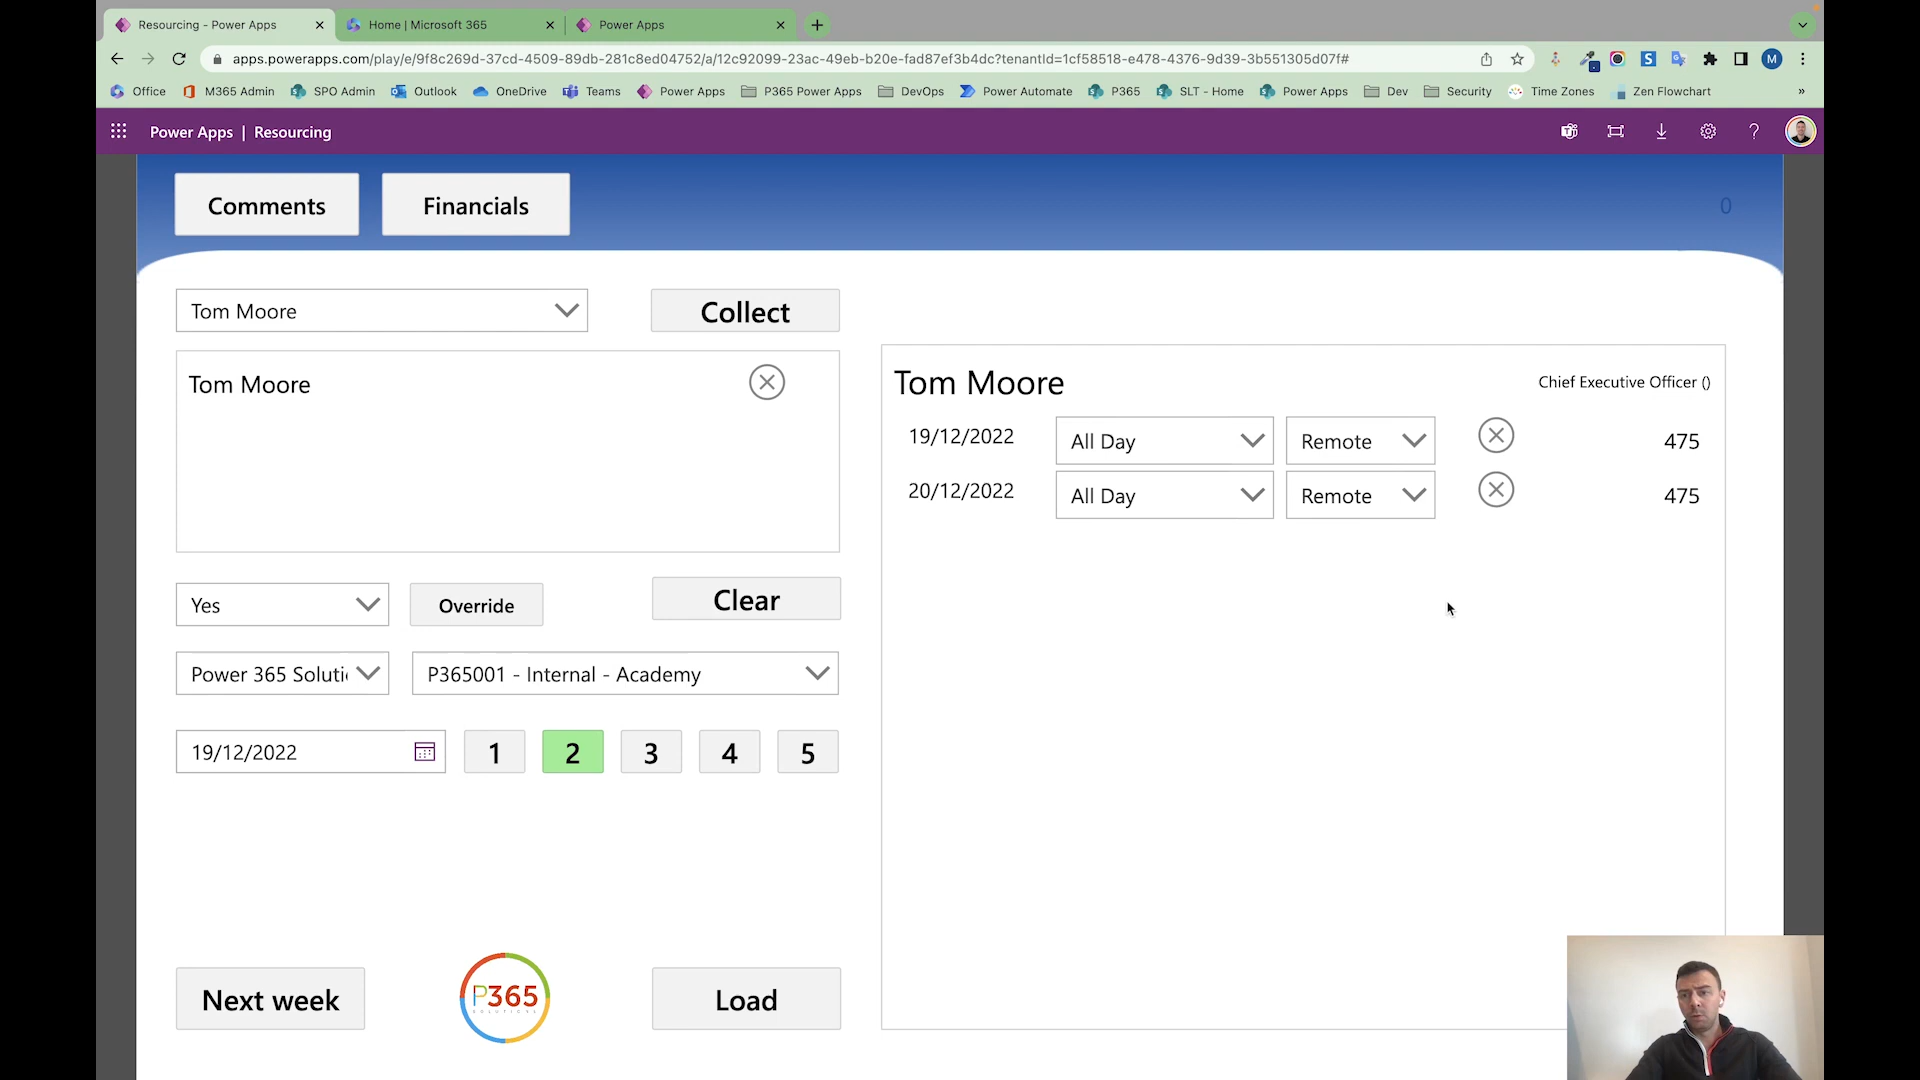 Resourcing - Power Apps
Home | Microsoft 365
Power Apps
apps.powerapps.com/play/e/9f8c269d-37cd-4509-89db-281c8ed04752/a/12c92099-23ac-49eb-b20e-fad87ef3b4dc?tenantId=1cf58518-e478-4376-9d39-3b551305d07f#
M
Office
M365 Admin
SPO Admin
Outlook
OneDrive
Teams
Power Apps
P365 Power Apps
DevOps
Power Automate
P365
SLT - Home
Power Apps
Dev
Security
Time Zones
Zen Flowchart
»
Power Apps | Resourcing
?
Comments
Financials
0
Tom Moore
Collect
Tom Moore
Yes
Override
Clear
Power 365 Soluti
P365001 - Internal - Academy
19/12/2022
1
2
3
4
5
Next week
P365
SOLUTIONS
Load
Tom Moore
Chief Executive Officer ()
19/12/2022
All Day
Remote
475
20/12/2022
All Day
Remote
475